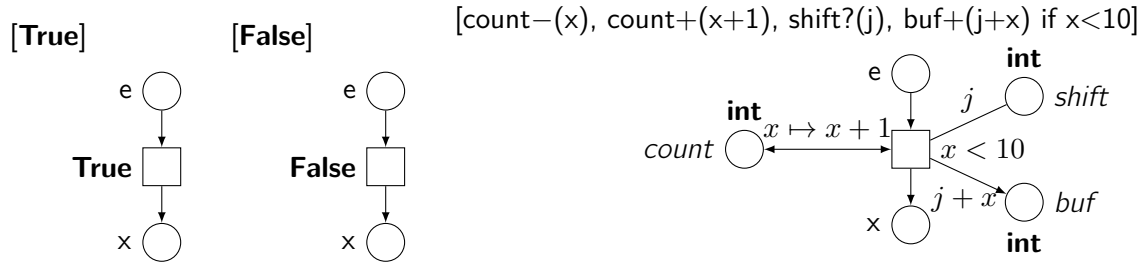 [count−(x), count+(x+1), shift?(j), buf+(j+x) if x<10]
[True] [False]
e e e int
j shift
int
True False count x ↦ x + 1 x < 10
j + x buf
x x x
int